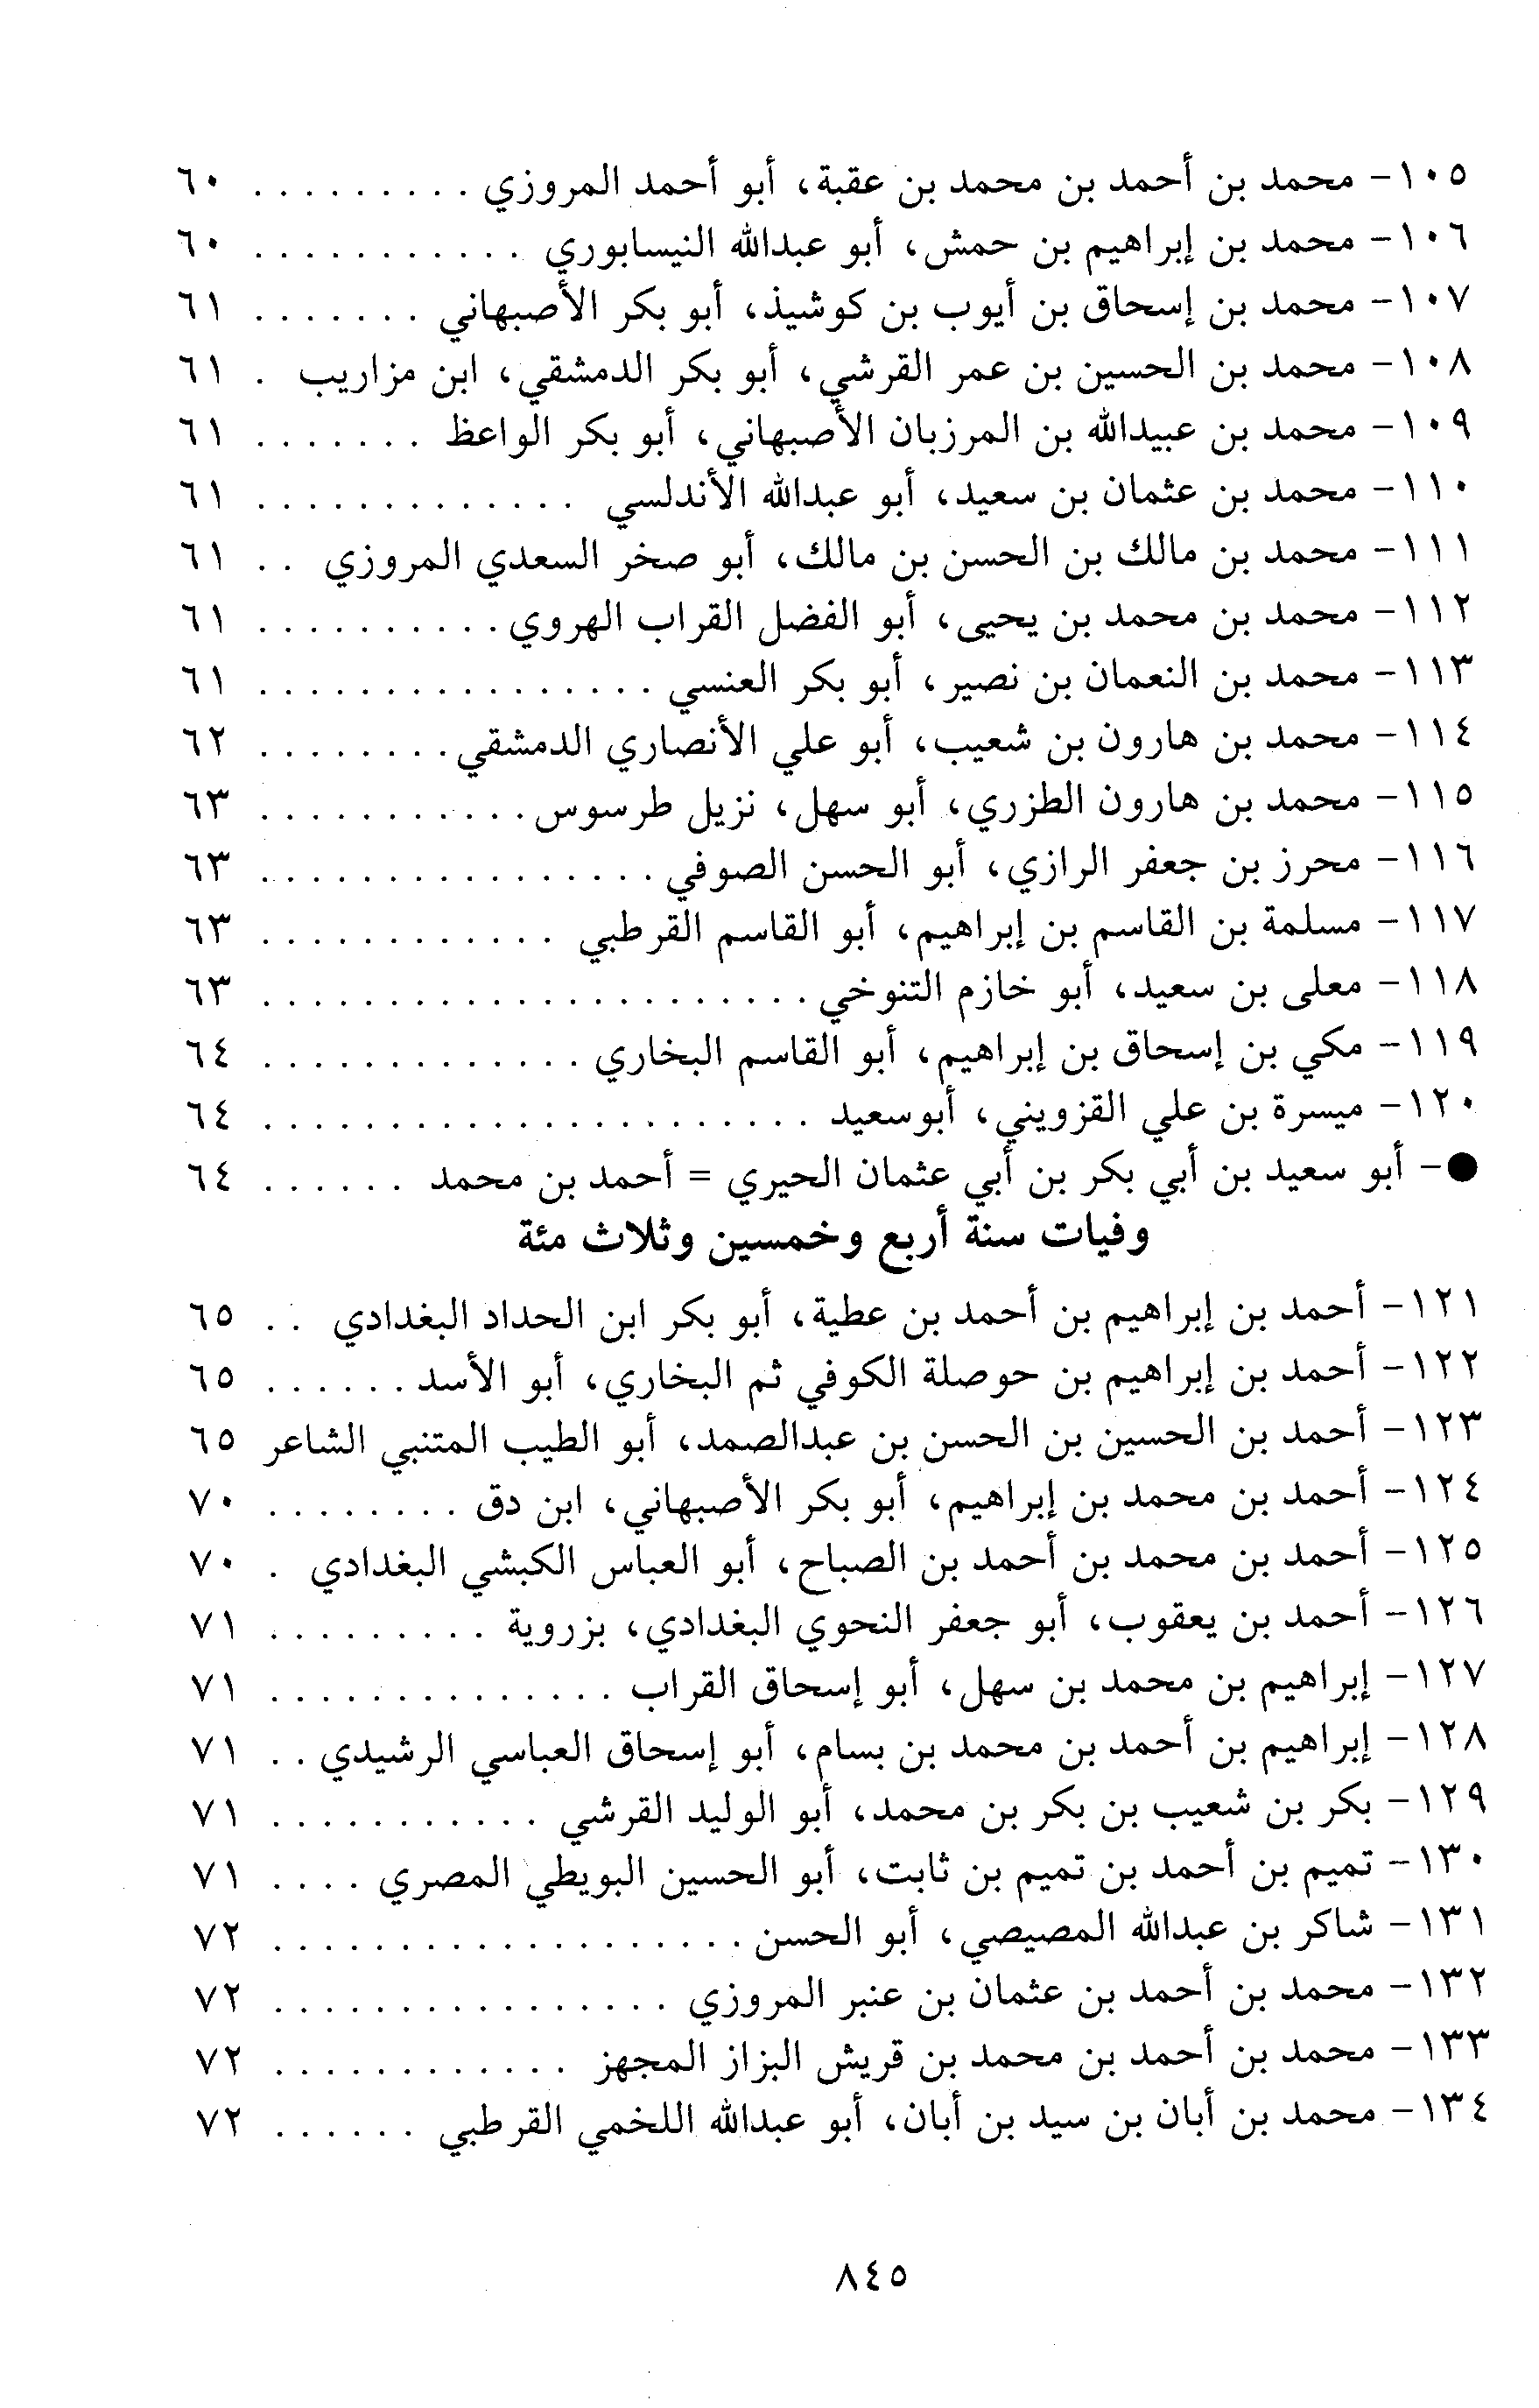 ١٠٥- محمد بن أحمد بن محمد بن عقبة، أبو أحمد المروزي . . . . . . . . . ٦٠
١٠٦- محمد بن إبراهيم بن حمش، أبو عبدالله النيسابوري . . . . . . . . . . . ٦٠
١٠٧- محمد بن إسحاق بن أيوب بن كوشيذ، أبو بكر الأصبهاني . . . . . . . ٦١
١٠٨- محمد بن الحسين بن عمر القرشي، أبو بكر الدمشقي، ابن مزاريب . ٦١
١٠٩- محمد بن عبيدالله بن المرزبان الأصبهاني، أبو بكر الواعظ . . . . . . . ٦١
١١٠- محمد بن عثمان بن سعيد، أبو عبدالله الأندلسي . . . . . . . . . . . . . ٦١
١١١- محمد بن مالك بن الحسن بن مالك، أبو صخر السعدي المروزي . . ٦١
١١٢- محمد بن محمد بن يحيى، أبو الفضل القراب الهروي . . . . . . . . . . ٦١
١١٣- محمد بن النعمان بن نصير، أبو بكر العنسي . . . . . . . . . . . . . . . . ٦١
١١٤- محمد بن هارون بن شعيب، أبو علي الأنصاري الدمشقي . . . . . . . . ٦٢
١١٥- محمد بن هارون الطزري، أبو سهل، نزيل طرسوس . . . . . . . . . . . ٦٣
١١٦- محرز بن جعفر الرازي، أبو الحسن الصوفي . . . . . . . . . . . . . . . . ٦٣
١١٧- مسلمة بن القاسم بن إبراهيم، أبو القاسم القرطبي . . . . . . . . . . . . ٦٣
١١٨- معلى بن سعيد، أبو خازم التنوخي . . . . . . . . . . . . . . . . . . . . . . ٦٣
١١٩- مكي بن إسحاق بن إبراهيم، أبو القاسم البخاري . . . . . . . . . . . . . ٦٤
١٢٠- ميسرة بن علي القزويني، أبوسعيد . . . . . . . . . . . . . . . . . . . . . . ٦٤
●- أبو سعيد بن أبي بكر بن أبي عثمان الحيري = أحمد بن محمد . . . . . . ٦٤
وفيات سنة أربع وخمسين وثلاث مئة
١٢١- أحمد بن إبراهيم بن أحمد بن عطية، أبو بكر ابن الحداد البغدادي . . ٦٥
١٢٢- أحمد بن إبراهيم بن حوصلة الكوفي ثم البخاري، أبو الأسد . . . . . . ٦٥
١٢٣- أحمد بن الحسين بن الحسن بن عبدالصمد، أبو الطيب المتنبي الشاعر ٦٥
١٢٤- أحمد بن محمد بن إبراهيم، أبو بكر الأصبهاني، ابن دق . . . . . . . . ٧٠
١٢٥- أحمد بن محمد بن أحمد بن الصباح، أبو العباس الكبشي البغدادي . ٧٠
١٢٦- أحمد بن يعقوب، أبو جعفر النحوي البغدادي، بزروية . . . . . . . . . ٧١
١٢٧- إبراهيم بن محمد بن سهل، أبو إسحاق القراب . . . . . . . . . . . . . . ٧١
١٢٨- إبراهيم بن أحمد بن محمد بن بسام، أبو إسحاق العباسي الرشيدي . . ٧١
١٢٩- بكر بن شعيب بن بكر بن محمد، أبو الوليد القرشي . . . . . . . . . . . ٧١
١٣٠- تميم بن أحمد بن تميم بن ثابت، أبو الحسين البويطي المصري . . . . ٧١
١٣١- شاكر بن عبدالله المصيصي، أبو الحسن . . . . . . . . . . . . . . . . . . . ٧٢
١٣٢- محمد بن أحمد بن عثمان بن عنبر المروزي . . . . . . . . . . . . . . . . ٧٢
١٣٣- محمد بن أحمد بن محمد بن قريش البزاز المجهز . . . . . . . . . . . . ٧٢
١٣٤- محمد بن أبان بن سيد بن أبان، أبو عبدالله اللخمي القرطبي . . . . . . ٧٢
٨٤٥